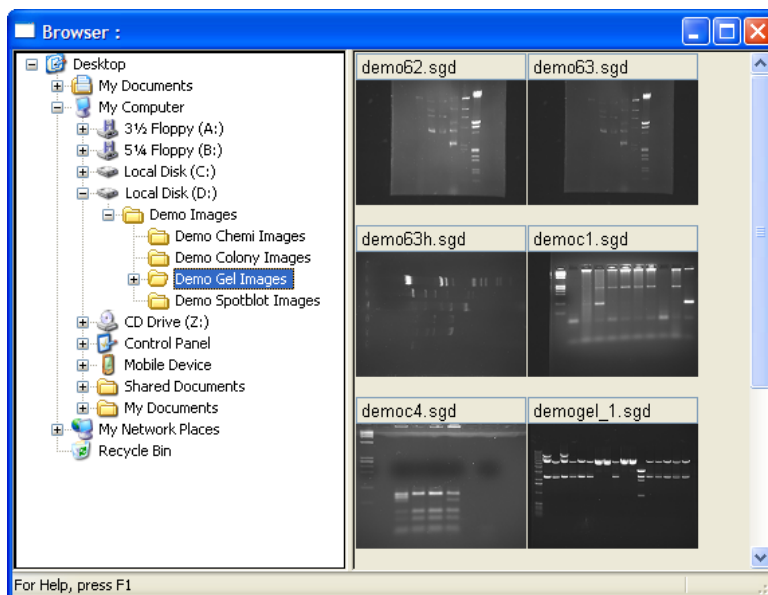 Browser :
Desktop
My Documents
My Computer
3½ Floppy (A:)
5¼ Floppy (B:)
Local Disk (C:)
Local Disk (D:)
Demo Images
Demo Chemi Images
Demo Colony Images
Demo Gel Images
Demo Spotblot Images
CD Drive (Z:)
Control Panel
Mobile Device
Shared Documents
My Documents
My Network Places
Recycle Bin
demo62.sgd
demo63.sgd
demo63h.sgd
democ1.sgd
democ4.sgd
demogel_1.sgd
For Help, press F1